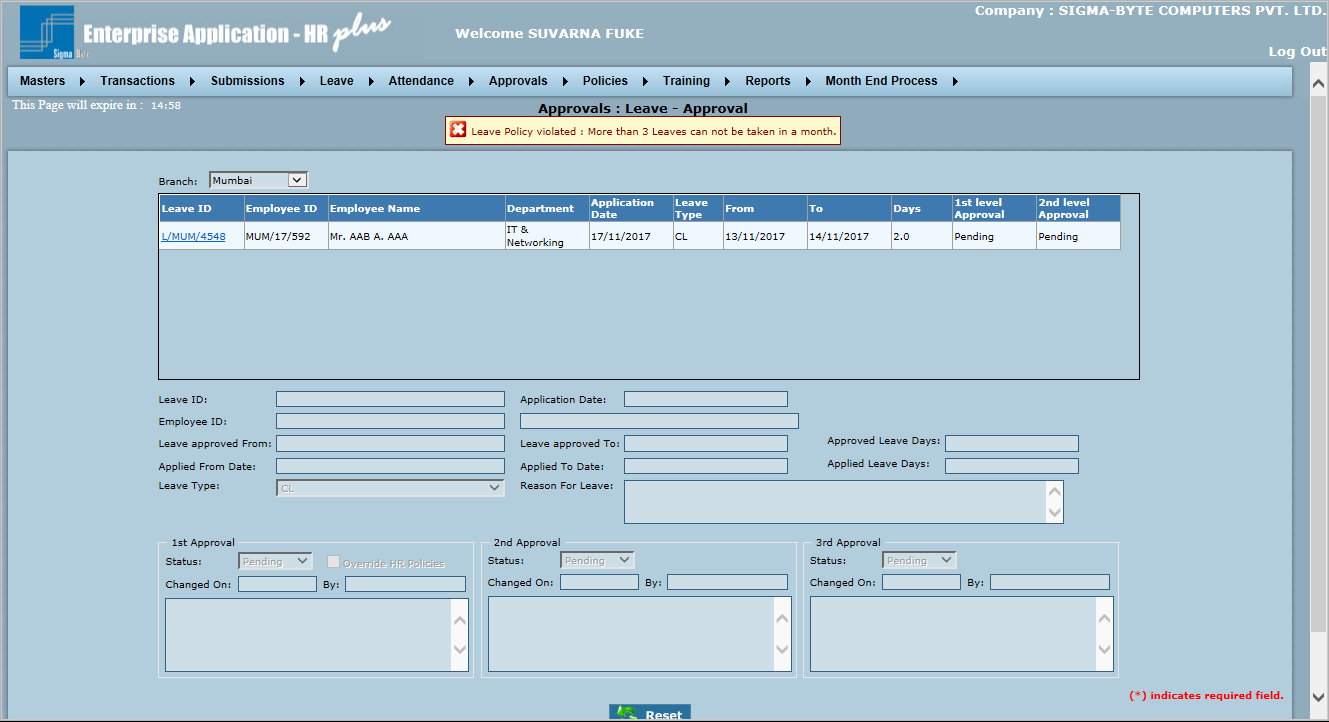 Company : SIGMA-BYTE COMPUTERS PVT. LTD.
Sigma Byte
Enterprise Application - HR plus
Welcome SUVARNA FUKE
Log Out
Masters Transactions Submissions Leave Attendance Approvals Policies Training Reports Month End Process
This Page will expire in : 14:58
Approvals : Leave - Approval
Leave Policy violated : More than 3 Leaves can not be taken in a month.
Branch: Mumbai
Leave ID Employee ID Employee Name Department Application Date Leave Type From To Days 1st level Approval 2nd level Approval
L/MUM/4548 MUM/17/592 Mr. AAB A. AAA IT & Networking 17/11/2017 CL 13/11/2017 14/11/2017 2.0 Pending Pending
Leave ID: Application Date:
Employee ID:
Leave approved From: Leave approved To: Approved Leave Days:
Applied From Date: Applied To Date: Applied Leave Days:
Leave Type: CL Reason For Leave:
1st Approval 2nd Approval 3rd Approval
Status: Pending Override HR Policies Status: Pending Status: Pending
Changed On: By: Changed On: By: Changed On: By:
(*) indicates required field.
Reset